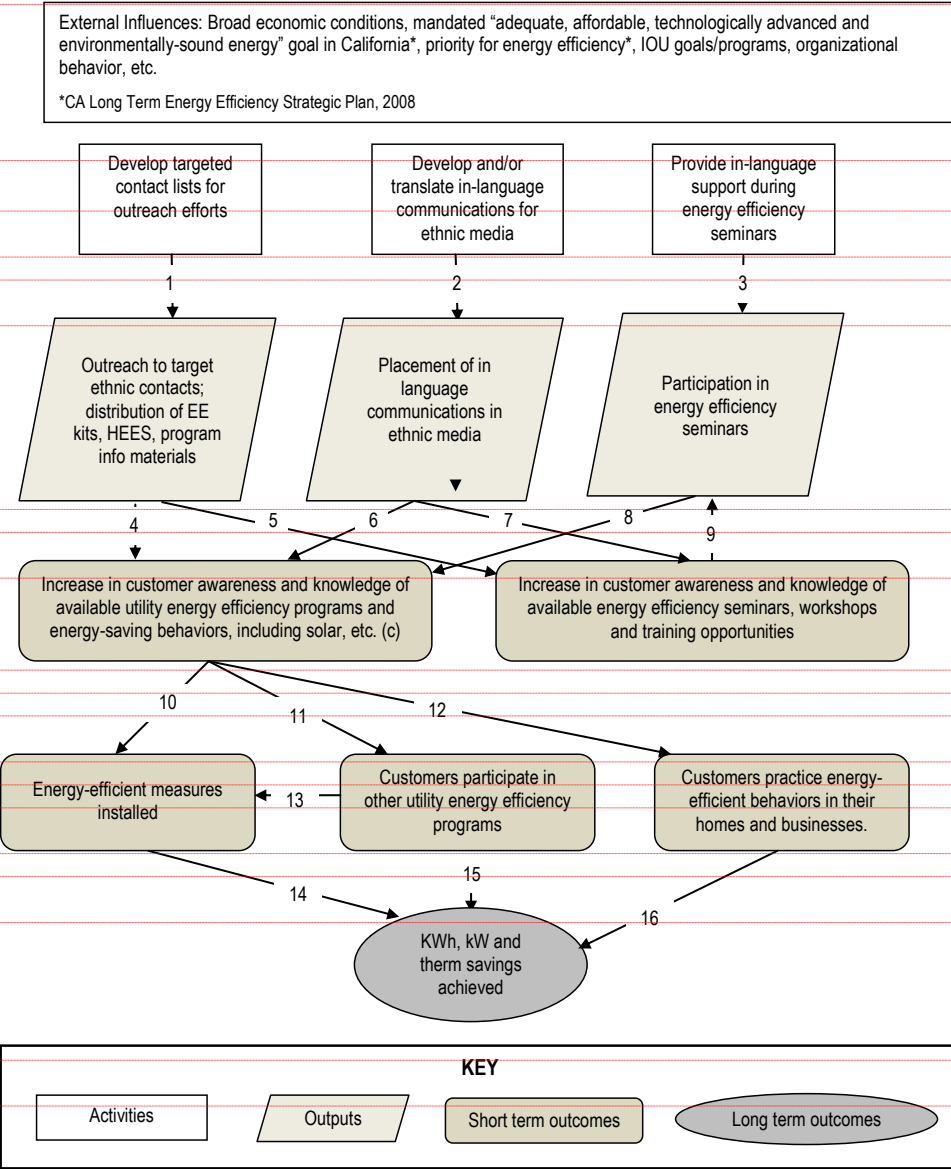 External Influences: Broad economic conditions, mandated “adequate, affordable, technologically advanced and
environmentally-sound energy” goal in California*, priority for energy efficiency*, IOU goals/programs, organizational
behavior, etc.
*CA Long Term Energy Efficiency Strategic Plan, 2008
Develop targeted
contact lists for
outreach efforts
Develop and/or
translate in-language
communications for
ethnic media
Provide in-language
support during
energy efficiency
seminars
1
2
3
Outreach to target
ethnic contacts;
distribution of EE
kits, HEES, program
info materials
Placement of in
language
communications in
ethnic media
Participation in
energy efficiency
seminars
4
5
6
7
8
9
Increase in customer awareness and knowledge of
available utility energy efficiency programs and
energy-saving behaviors, including solar, etc. (c)
Increase in customer awareness and knowledge of
available energy efficiency seminars, workshops
and training opportunities
10
11
12
Energy-efficient measures
installed
13
Customers participate in
other utility energy efficiency
programs
Customers practice energy-
efficient behaviors in their
homes and businesses.
14
15
16
KWh, kW and
therm savings
achieved
KEY
Activities
Outputs
Short term outcomes
Long term outcomes